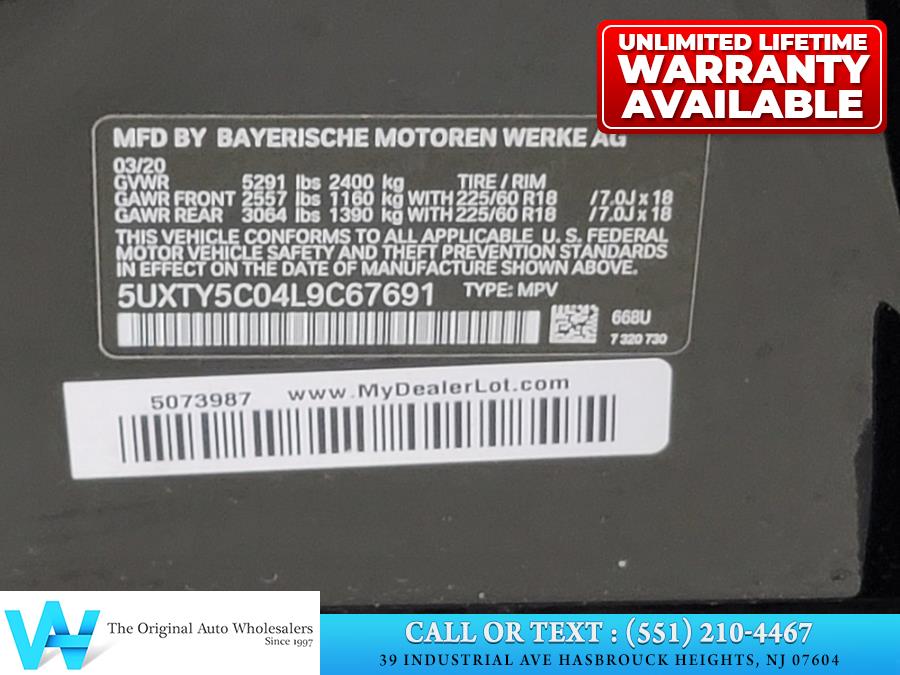 UNLIMITED LIFETIME
WARRANTY
AVAILABLE
MFD BY BAYERISCHE MOTOREN WERKE AG
03/20
GVWR 5291 lbs 2400 kg TIRE / RIM
GAWR FRONT 2557 lbs 1160 kg WITH 225/60 R18 /7.0J x 18
GAWR REAR 3064 lbs 1390 kg WITH 225/60 R18 /7.0J x 18
THIS VEHICLE CONFORMS TO ALL APPLICABLE U. S. FEDERAL
MOTOR VEHICLE SAFETY AND THEFT PREVENTION STANDARDS
IN EFFECT ON THE DATE OF MANUFACTURE SHOWN ABOVE.
5UXTY5C04L9C67691 TYPE: MPV
668U
7 320 730
5073987 www.MyDealerLot.com
The Original Auto Wholesalers
Since 1997
CALL OR TEXT : (551) 210-4467
39 INDUSTRIAL AVE HASBROUCK HEIGHTS, NJ 07604